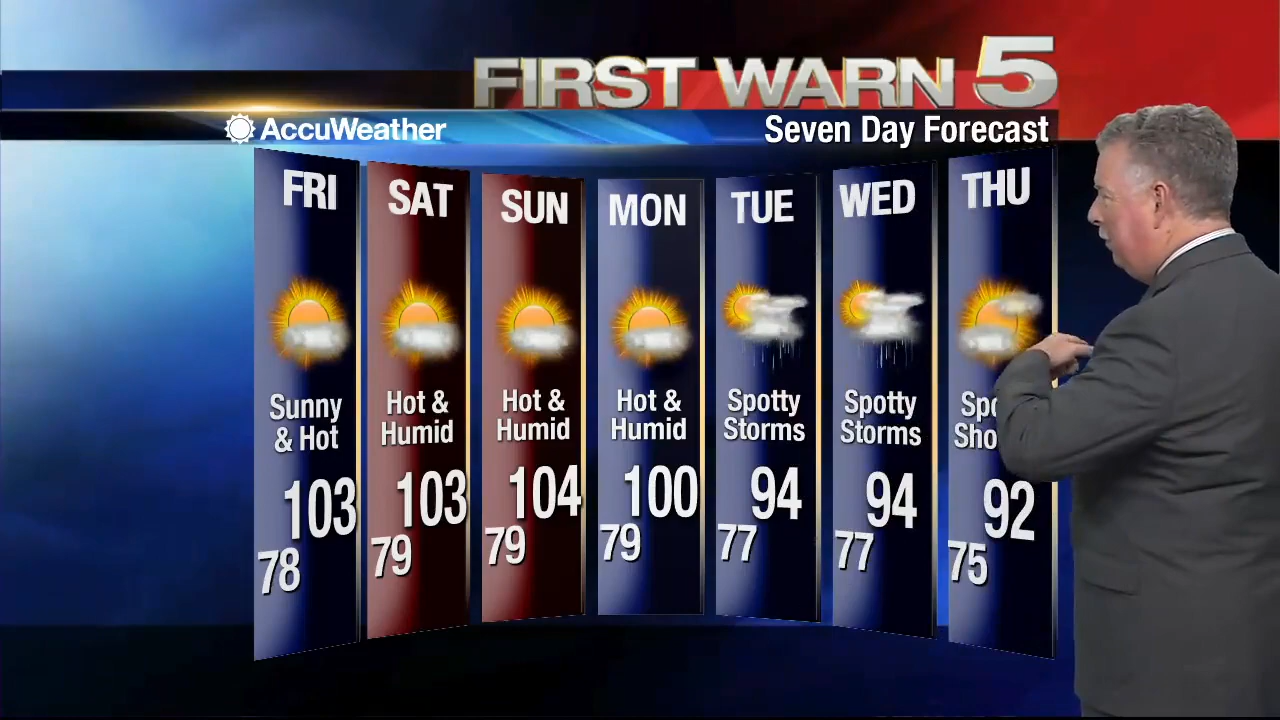 FIRST WARN 5
AccuWeather
Seven Day Forecast
FRI
Sunny
& Hot
103
78
SAT
Hot &
Humid
103
79
SUN
Hot &
Humid
104
79
MON
Hot &
Humid
100
79
TUE
Spotty
Storms
94
77
WED
Spotty
Storms
94
77
THU
92
75